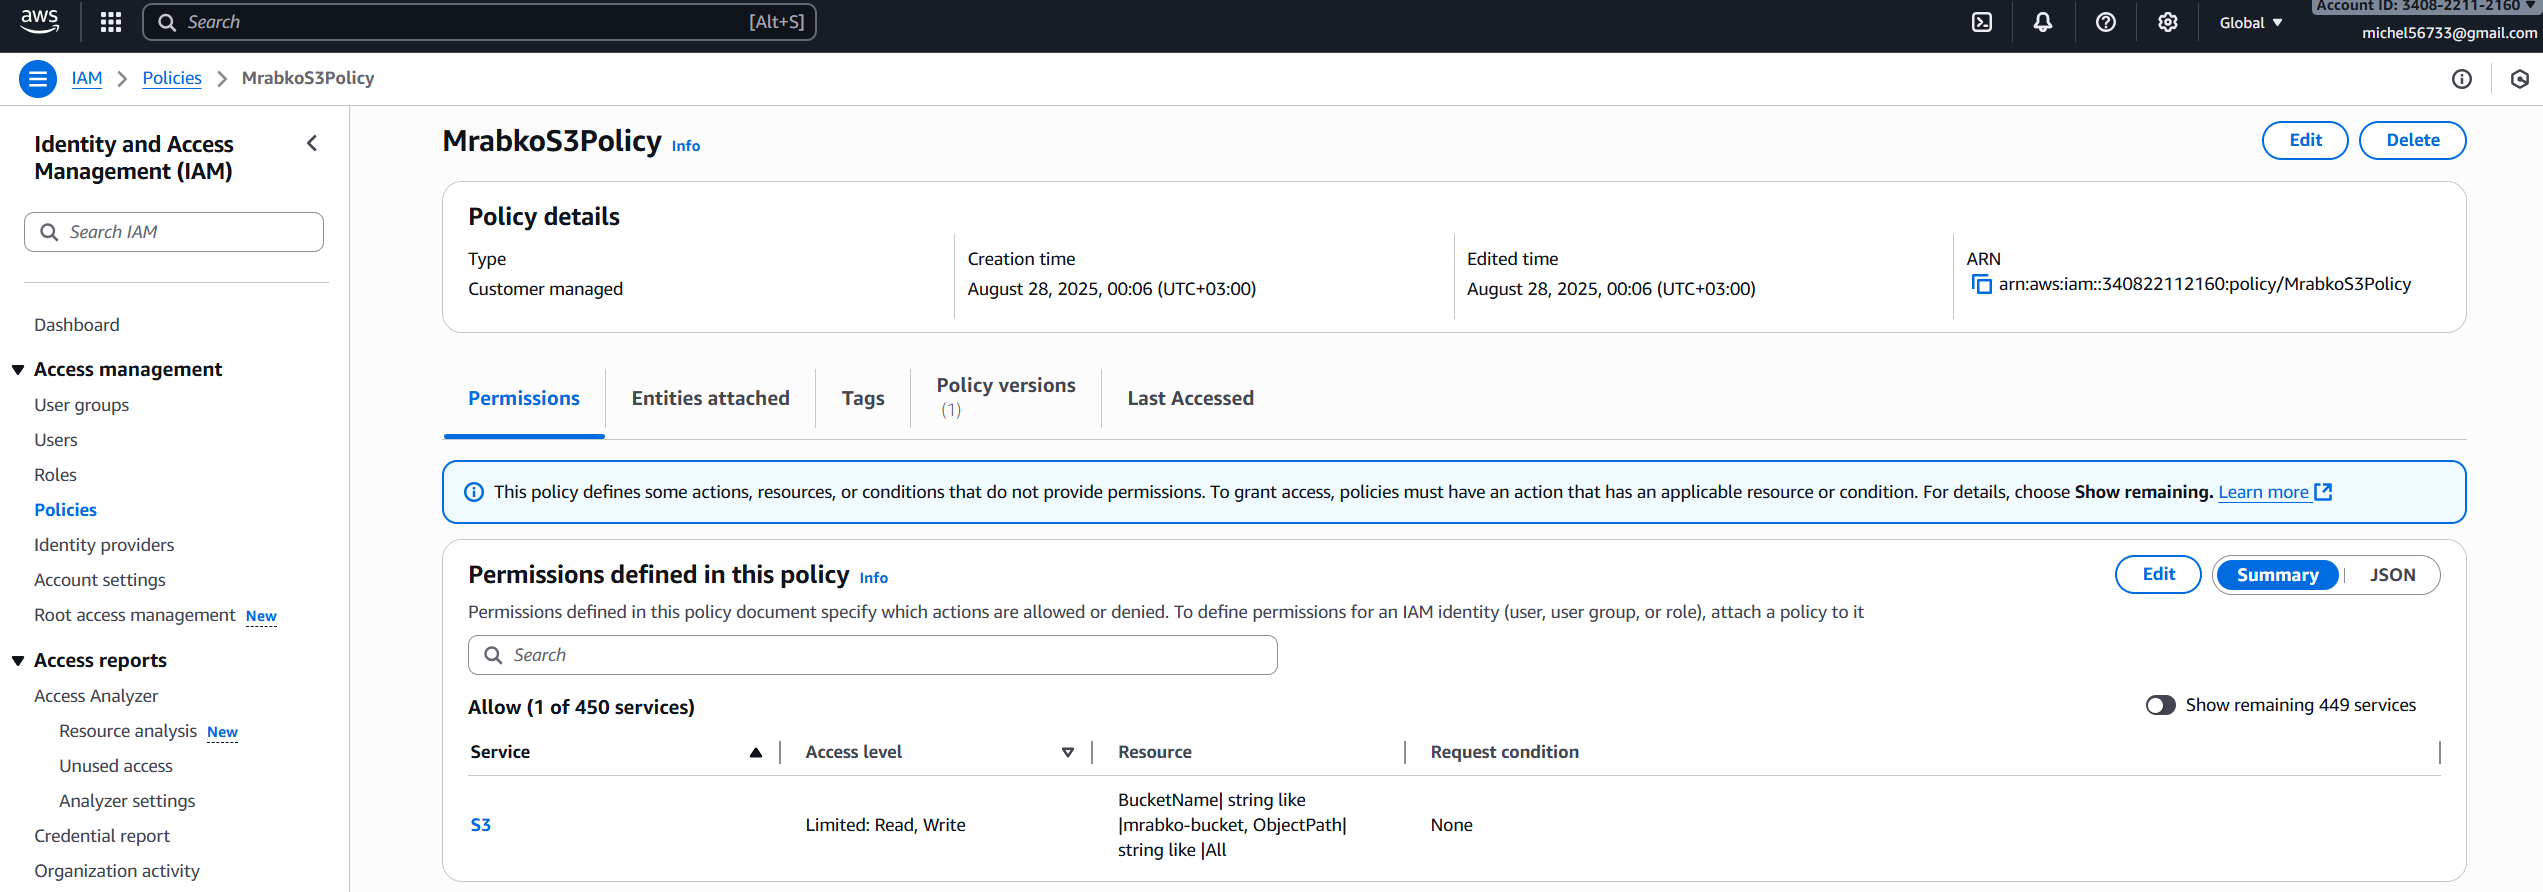 aws
Search
[Alt+S]
Global
Account ID: 3408-2211-2160
michel56733@gmail.com
IAM
Policies
MrabkoS3Policy
Identity and Access
Management (IAM)
Search IAM
Dashboard
Access management
User groups
Users
Roles
Policies
Identity providers
Account settings
Root access management New
Access reports
Access Analyzer
Resource analysis New
Unused access
Analyzer settings
Credential report
Organization activity
MrabkoS3Policy Info
Edit
Delete
Policy details
Type
Customer managed
Creation time
August 28, 2025, 00:06 (UTC+03:00)
Edited time
August 28, 2025, 00:06 (UTC+03:00)
ARN
arn:aws:iam::340822112160:policy/MrabkoS3Policy
Permissions
Entities attached
Tags
Policy versions
(1)
Last Accessed
This policy defines some actions, resources, or conditions that do not provide permissions. To grant access, policies must have an action that has an applicable resource or condition. For details, choose Show remaining. Learn more
Permissions defined in this policy Info
Edit
Summary
JSON
Permissions defined in this policy document specify which actions are allowed or denied. To define permissions for an IAM identity (user, user group, or role), attach a policy to it
Search
Allow (1 of 450 services)
Show remaining 449 services
Service
Access level
Resource
Request condition
S3
Limited: Read, Write
BucketName| string like
|mrabko-bucket, ObjectPath|
string like |All
None